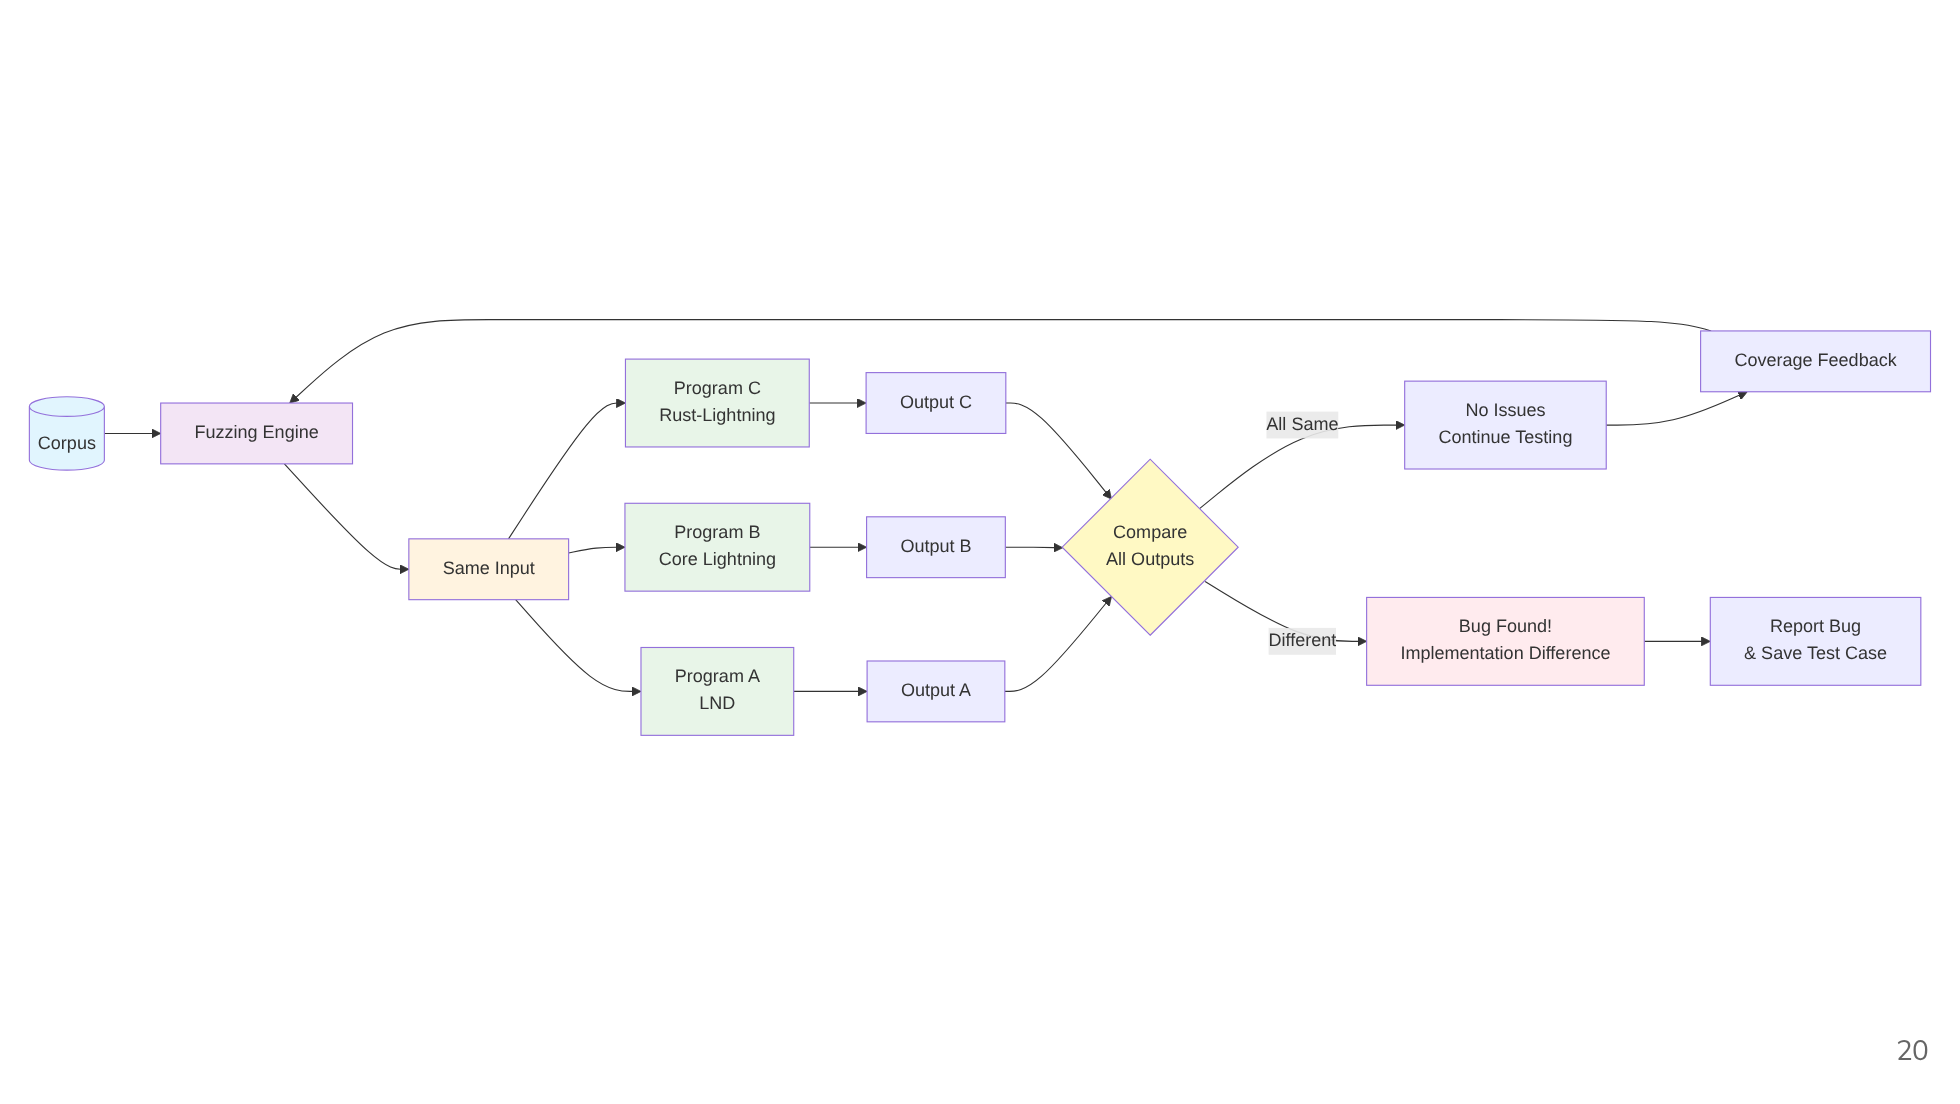 Corpus
Fuzzing Engine
Same Input
Program C
Rust-Lightning
Program B
Core Lightning
Program A
LND
Output C
Output B
Output A
Compare
All Outputs
All Same
Different
No Issues
Continue Testing
Bug Found!
Implementation Difference
Coverage Feedback
Report Bug
& Save Test Case
20